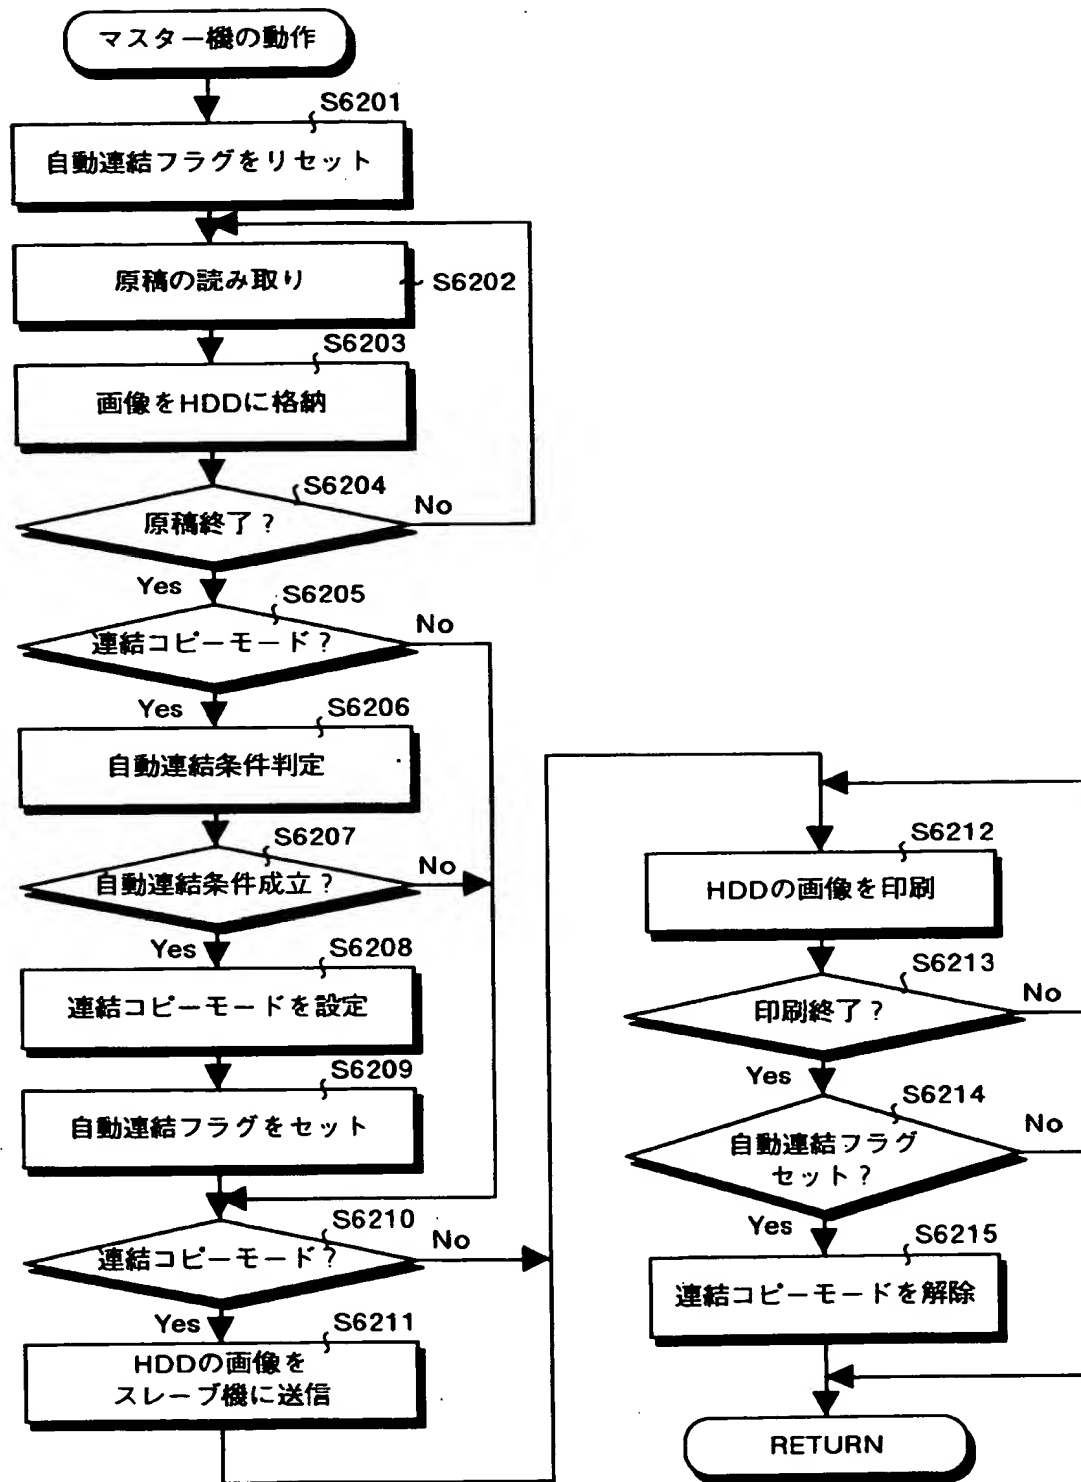 マスター機の動作
S6201
自動連結フラグをリセット
原稿の読み取り
S6202
S6203
画像をHDDに格納
S6204
原稿終了?
No
Yes
S6205
連結コピーモード?
No
Yes
S6206
自動連結条件判定
S6207
自動連結条件成立?
No
Yes
S6208
連結コピーモードを設定
S6209
自動連結フラグをセット
S6210
連結コピーモード?
No
Yes
S6211
HDDの画像を
スレーブ機に送信
S6212
HDDの画像を印刷
S6213
印刷終了?
No
Yes
S6214
自動連結フラグ
セット?
No
Yes
S6215
連結コピーモードを解除
RETURN